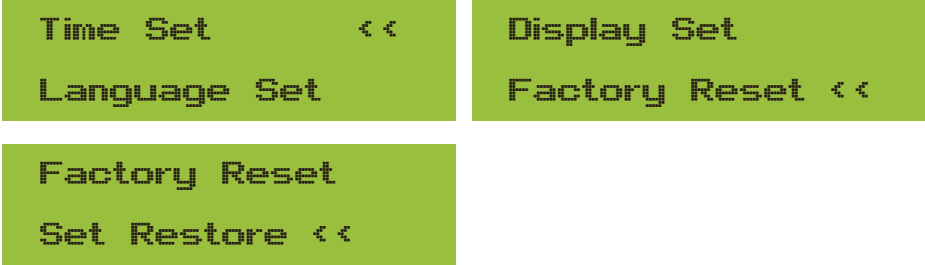 Time Set <<
Language Set
Display Set
Factory Reset <<
Factory Reset
Set Restore <<